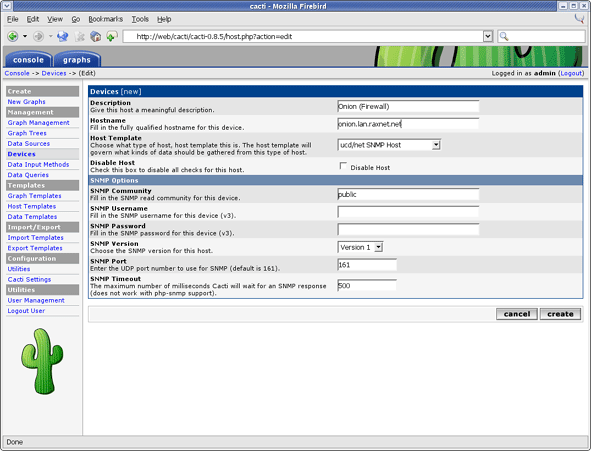 cacti - Mozilla Firebird
File Edit View Go Bookmarks Tools Help
http://web/cacti/cacti-0.8.5/host.php?action=edit
console graphs
Console -> Devices -> (Edit) Logged in as admin (Logout)
Create
New Graphs
Management
Graph Management
Graph Trees
Data Sources
Devices
Data Input Methods
Data Queries
Templates
Graph Templates
Host Templates
Data Templates
Import/Export
Import Templates
Export Templates
Configuration
Utilities
Cacti Settings
Utilities
User Management
Logout User
Devices [new]
Description
Give this host a meaningful description.
Onion (Firewall)
Hostname
Fill in the fully qualified hostname for this device.
onion.lan.raxnet.net
Host Template
Choose what type of host, host template this is. The host template will
govern what kinds of data should be gathered from this type of host.
ucd/net SNMP Host
Disable Host
Check this box to disable all checks for this host.
Disable Host
SNMP Options
SNMP Community
Fill in the SNMP read community for this device.
public
SNMP Username
Fill in the SNMP username for this device (v3).
SNMP Password
Fill in the SNMP password for this device (v3).
SNMP Version
Choose the SNMP version for this host.
Version 1
SNMP Port
Enter the UDP port number to use for SNMP (default is 161).
161
SNMP Timeout
The maximum number of milliseconds Cacti will wait for an SNMP response
(does not work with php-snmp support).
500
cancel create
Done